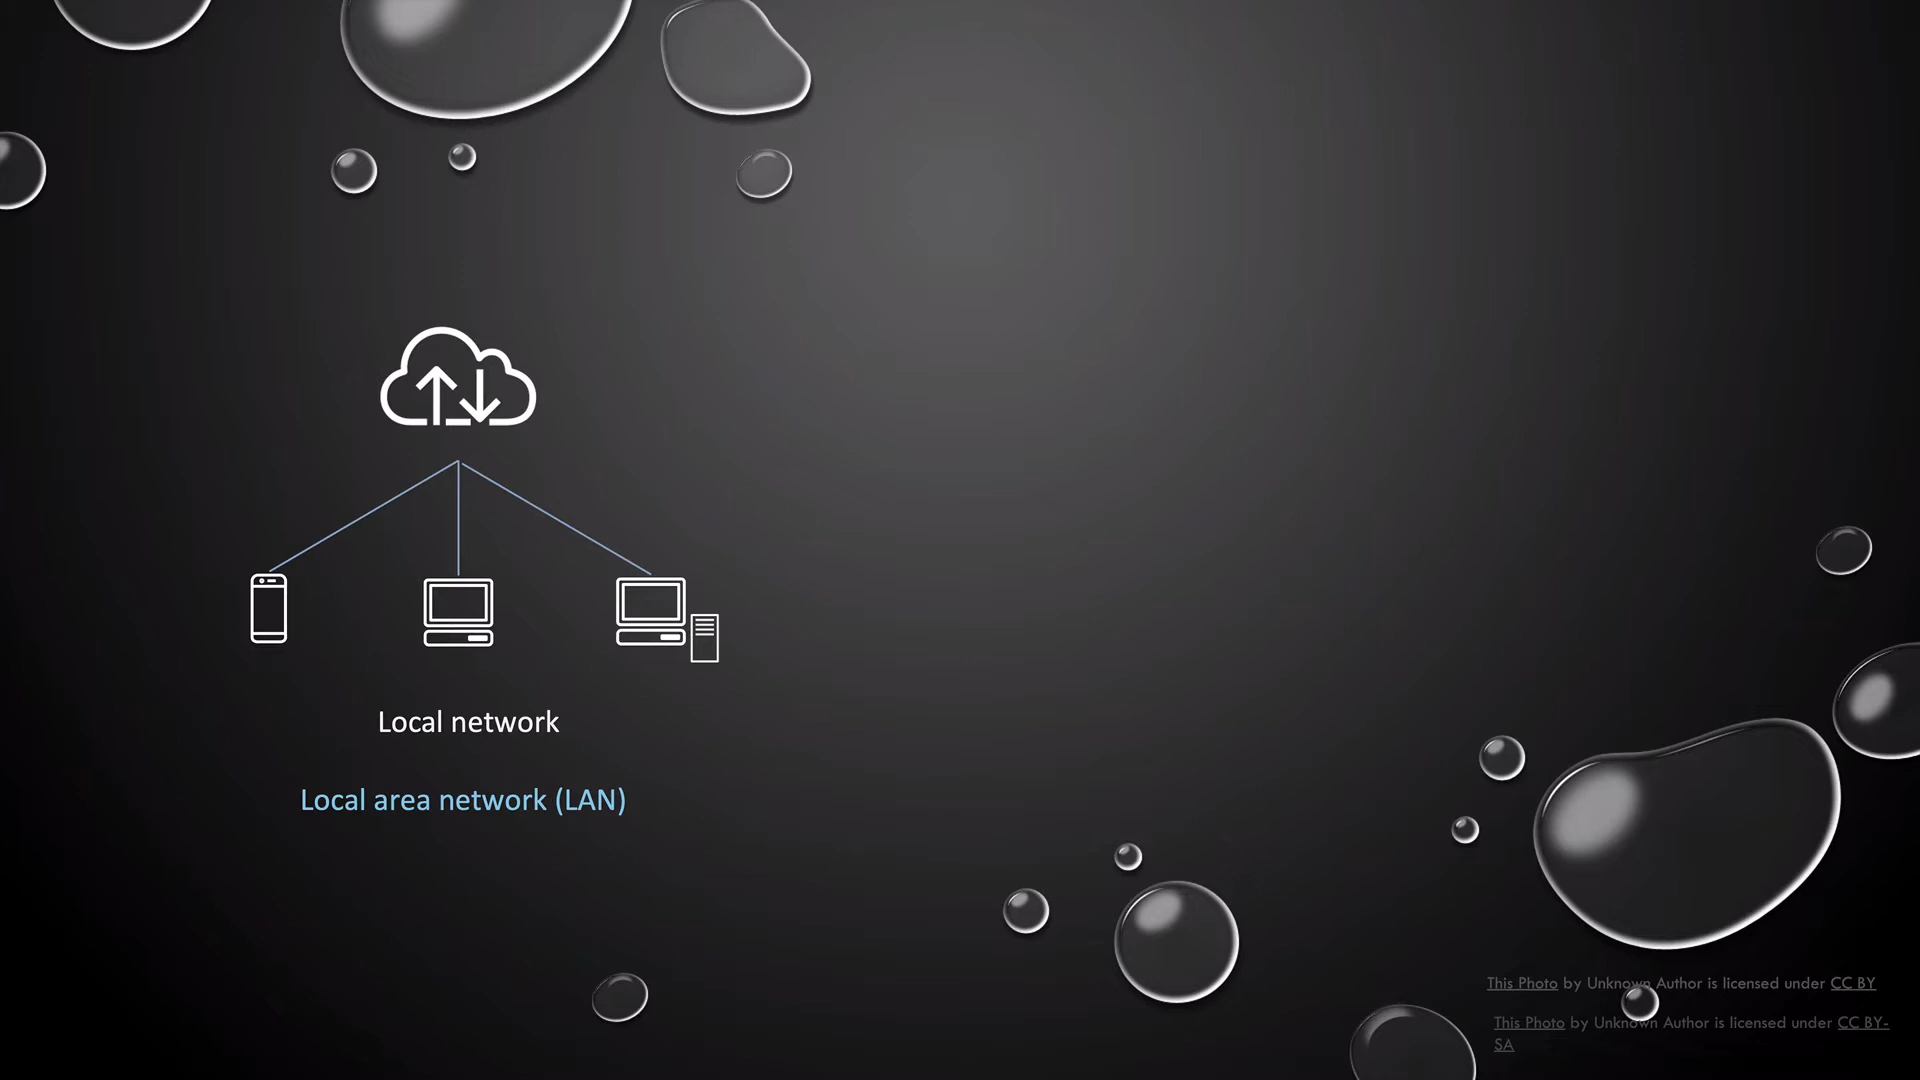 Local network
Local area network (LAN)
This Photo by Unknown Author is licensed under CC BY
This Photo by Unknown Author is licensed under CC BY-
SA